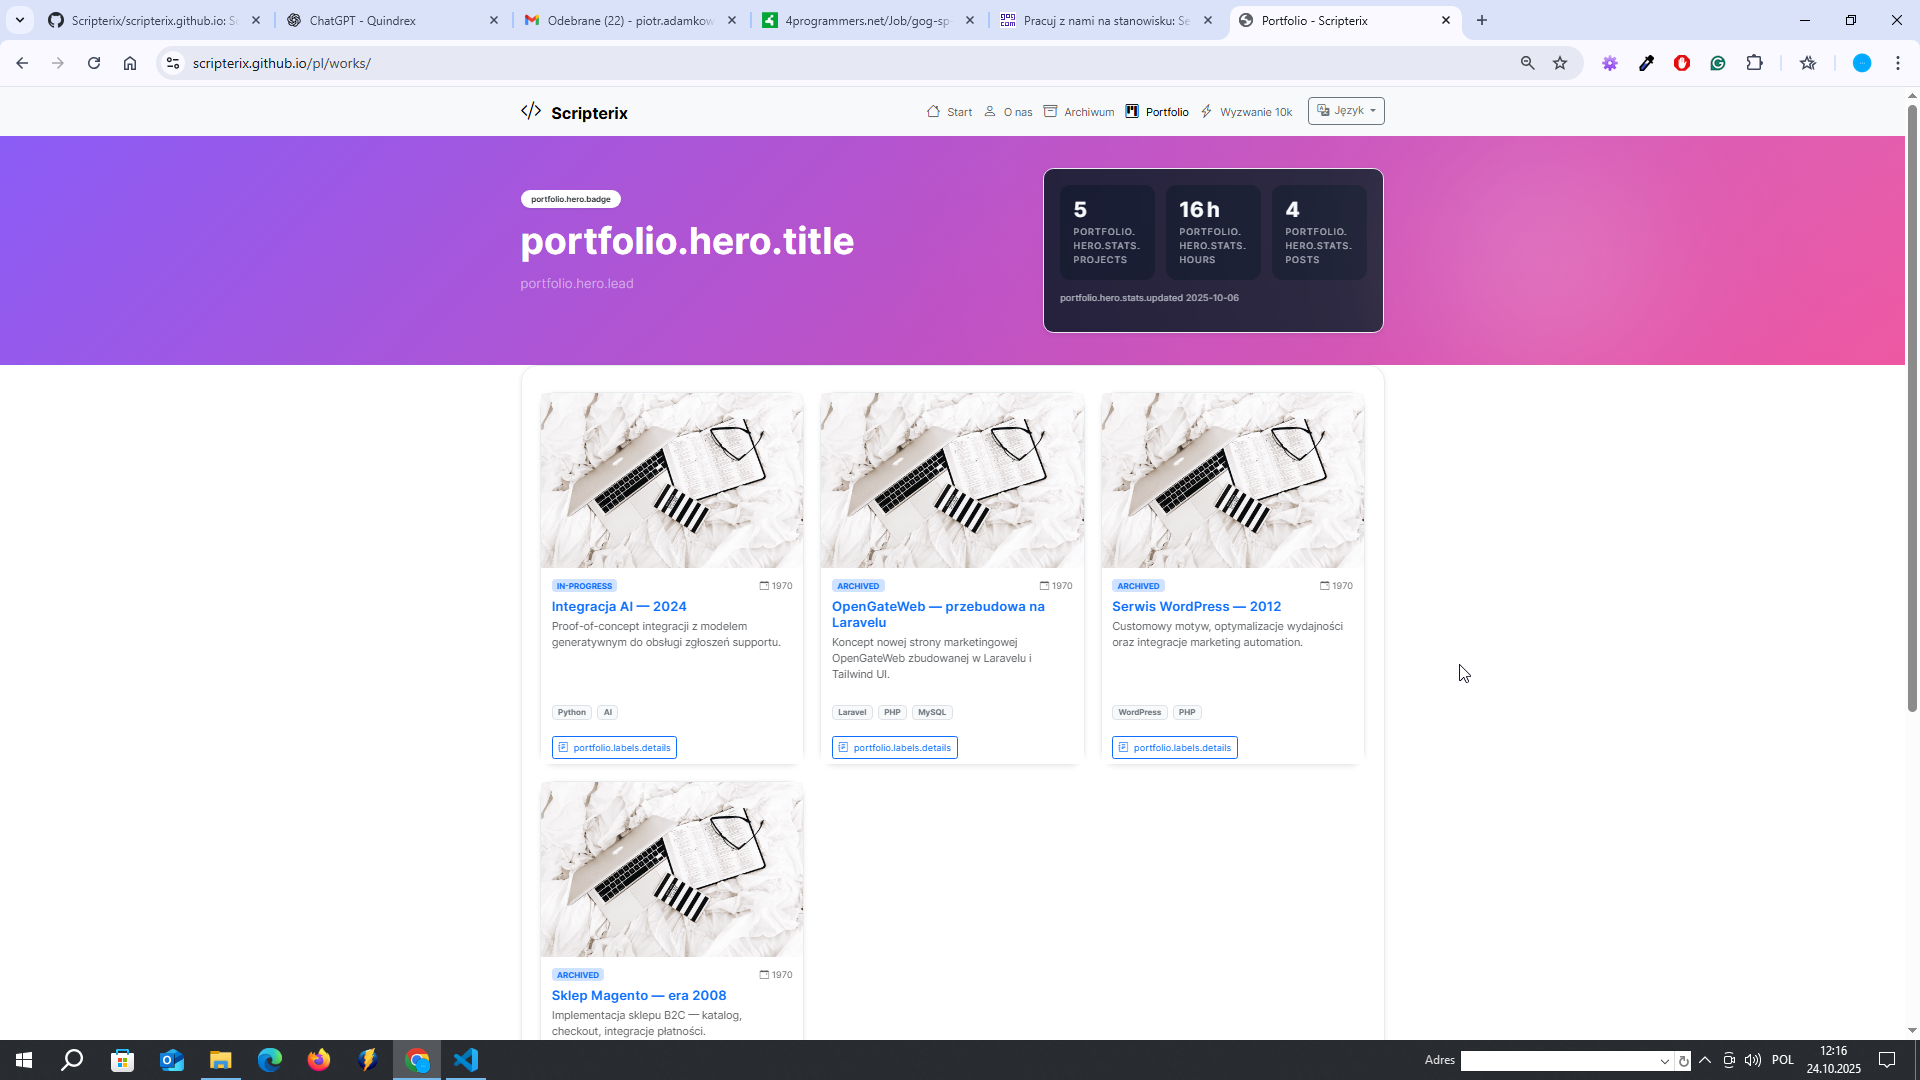 Scripterix/scripterix.github.io: S
ChatGPT - Quindrex
Odebrane (22) - piotr.adamkow
4programmers.net/Job/gog-sp
Pracuj z nami na stanowisku: Se
Portfolio - Scripterix
scripterix.github.io/pl/works/
</> Scripterix
Start
O nas
Archiwum
Portfolio
Wyzwanie 10k
Język
portfolio.hero.badge
portfolio.hero.title
portfolio.hero.lead
5
PORTFOLIO.
HERO.STATS.
PROJECTS
16 h
PORTFOLIO.
HERO.STATS.
HOURS
4
PORTFOLIO.
HERO.STATS.
POSTS
portfolio.hero.stats.updated 2025-10-06
IN-PROGRESS
1970
Integracja AI — 2024
Proof-of-concept integracji z modelem
generatywnym do obsługi zgłoszeń supportu.
Python
AI
portfolio.labels.details
ARCHIVED
1970
OpenGateWeb — przebudowa na
Laravelu
Koncept nowej strony marketingowej
OpenGateWeb zbudowanej w Laravelu i
Tailwind UI.
Laravel
PHP
MySQL
portfolio.labels.details
ARCHIVED
1970
Serwis WordPress — 2012
Customowy motyw, optymalizacje wydajności
oraz integracje marketing automation.
WordPress
PHP
portfolio.labels.details
ARCHIVED
1970
Sklep Magento — era 2008
Implementacja sklepu B2C — katalog,
checkout, integracje płatności.
Adres
POL
12:16
24.10.2025